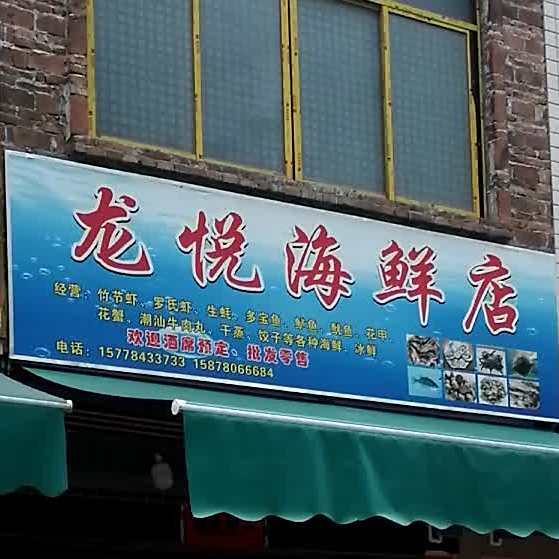 龙悦海鲜店
经营：竹节虾、罗氏虾、生蚝、多宝鱼、鲈鱼、鱿鱼、花甲、
花蟹、潮汕牛肉丸、干蒸、饺子等各种海鲜、冰鲜
欢迎酒席预定、批发零售
电话：15778433733 15878066684